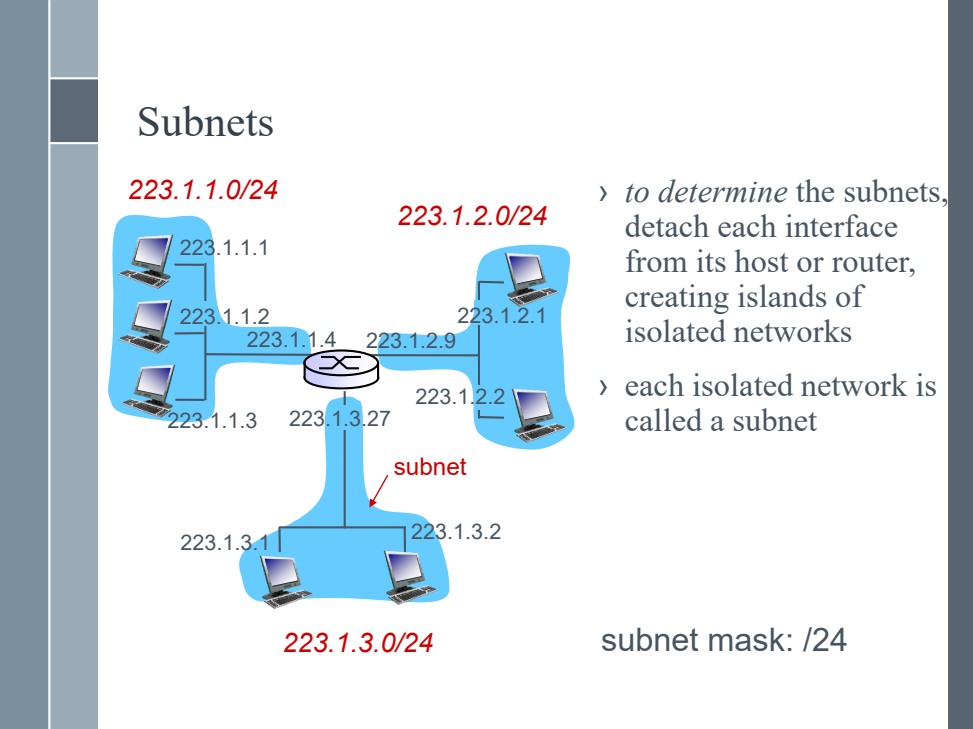 Subnets
223.1.1.0/24
223.1.2.0/24
223.1.1.1
223.1.1.2
223.1.1.3
223.1.1.4
223.1.2.9
223.1.2.1
223.1.2.2
223.1.3.27
subnet
223.1.3.1
223.1.3.2
223.1.3.0/24
› to determine the subnets,
detach each interface
from its host or router,
creating islands of
isolated networks
› each isolated network is
called a subnet
subnet mask: /24